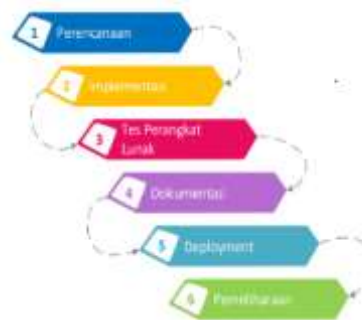 1 Perencanaan
2 Implementasi
3 Tes Perangkat
Lunak
4 Dokumentasi
5 Deployment
6 Pemeliharaan